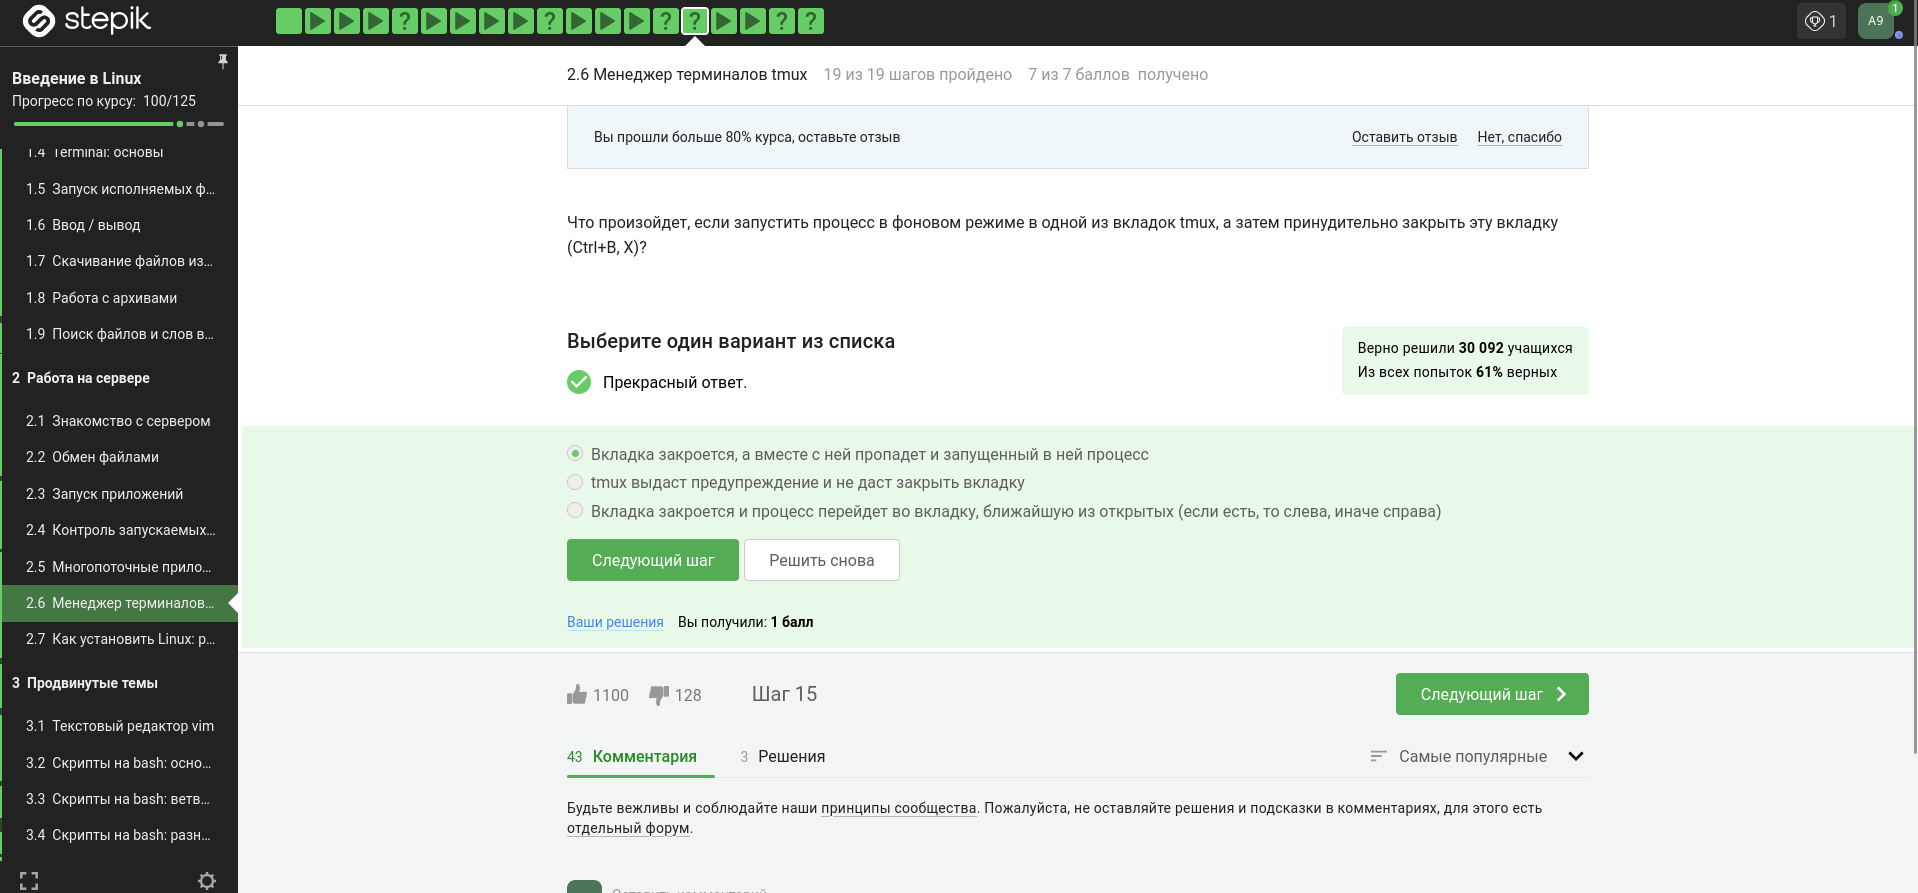 stepik
1
A9
1
Введение в Linux
Прогресс по курсу: 100/125
1.4 Terminal: основы
1.5 Запуск исполняемых ф...
1.6 Ввод / вывод
1.7 Скачивание файлов из...
1.8 Работа с архивами
1.9 Поиск файлов и слов в...
2 Работа на сервере
2.1 Знакомство с сервером
2.2 Обмен файлами
2.3 Запуск приложений
2.4 Контроль запускаемых...
2.5 Многопоточные прило...
2.6 Менеджер терминалов...
2.7 Как установить Linux: р...
3 Продвинутые темы
3.1 Текстовый редактор vim
3.2 Скрипты на bash: осно...
3.3 Скрипты на bash: ветв...
3.4 Скрипты на bash: разн...
2.6 Менеджер терминалов tmux 19 из 19 шагов пройдено 7 из 7 баллов получено
Вы прошли больше 80% курса, оставьте отзыв Оставить отзыв Нет, спасибо
Что произойдет, если запустить процесс в фоновом режиме в одной из вкладок tmux, а затем принудительно закрыть эту вкладку
(Ctrl+B, X)?
Выберите один вариант из списка
Прекрасный ответ.
Верно решили 30 092 учащихся
Из всех попыток 61% верных
Вкладка закроется, а вместе с ней пропадет и запущенный в ней процесс
tmux выдаст предупреждение и не даст закрыть вкладку
Вкладка закроется и процесс перейдет во вкладку, ближайшую из открытых (если есть, то слева, иначе справа)
Следующий шаг Решить снова
Ваши решения Вы получили: 1 балл
1100 128 Шаг 15 Следующий шаг
43 Комментария 3 Решения Самые популярные
Будьте вежливы и соблюдайте наши принципы сообщества. Пожалуйста, не оставляйте решения и подсказки в комментариях, для этого есть
отдельный форум.